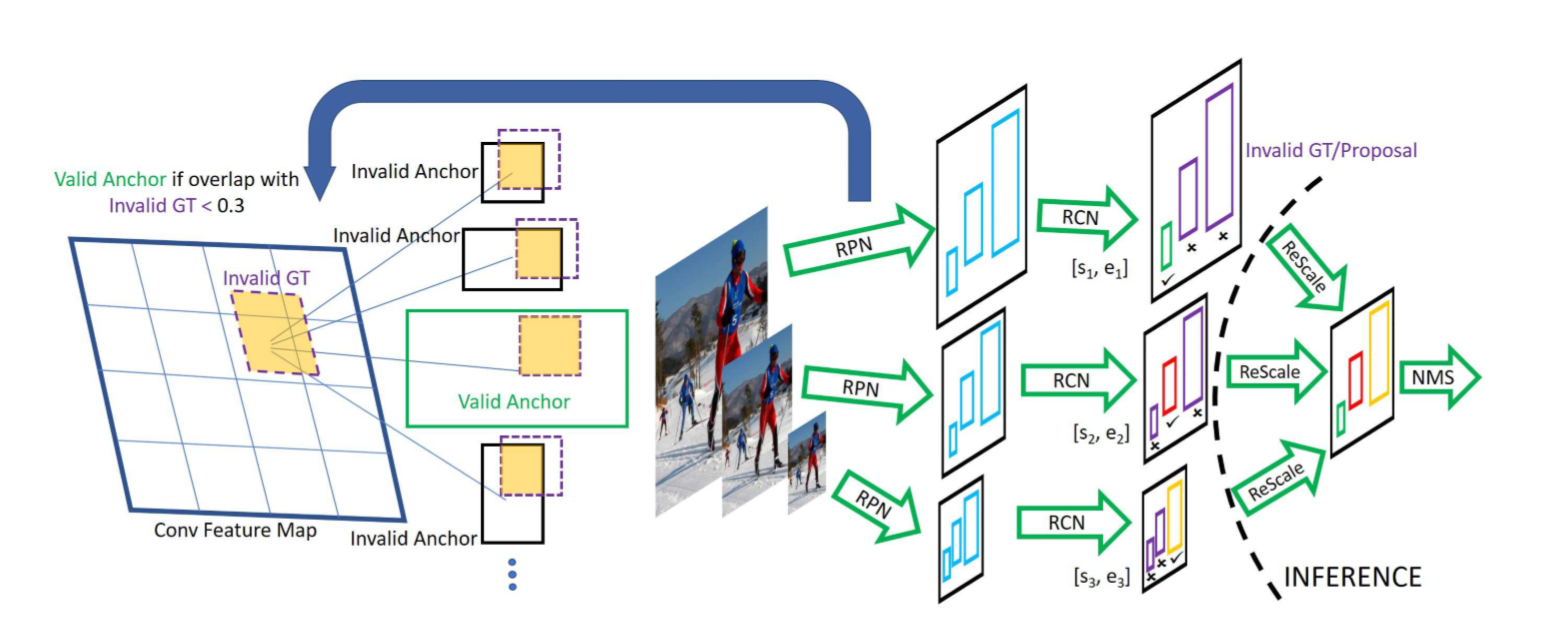 Valid Anchor if overlap with
Invalid GT < 0.3
Invalid Anchor
Invalid Anchor
Invalid GT
Valid Anchor
Conv Feature Map
Invalid Anchor
RPN
RPN
RPN
RCN
[s₁, e₁]
RCN
[s₂, e₂]
RCN
[s₃, e₃]
Invalid GT/Proposal
ReScale
ReScale
ReScale
NMS
INFERENCE
5